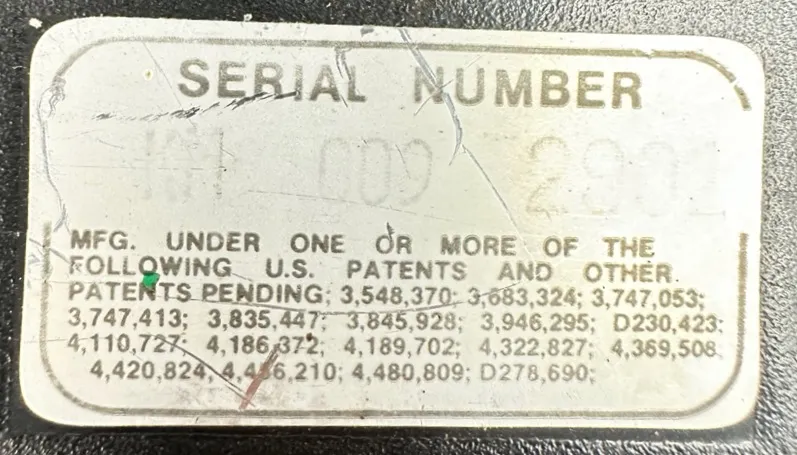 SERIAL NUMBER
009 2901
MFG. UNDER ONE OR MORE OF THE
FOLLOWING U.S. PATENTS AND OTHER
PATENTS PENDING; 3,548,370; 3,683,324; 3,747,053;
3,747,413; 3,835,447; 3,845,928; 3,946,295; D230,423;
4,110,727; 4,186,372; 4,189,702; 4,322,827; 4,369,508
4,420,824, 4,480,809; D278,690;